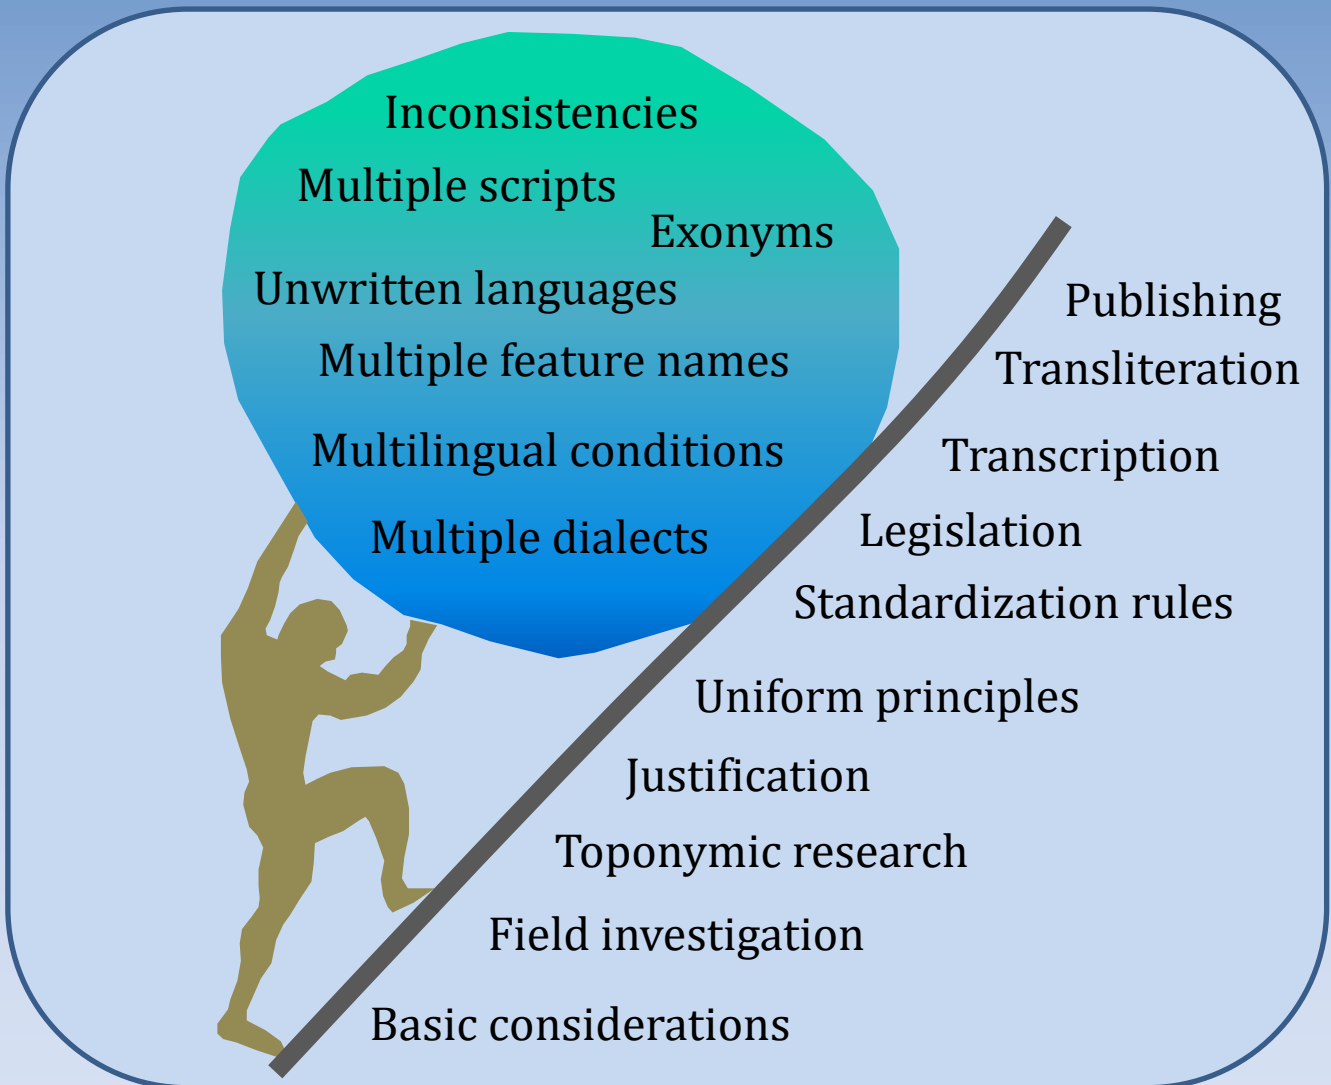 Inconsistencies
Multiple scripts
Exonyms
Unwritten languages
Multiple feature names
Multilingual conditions
Multiple dialects
Publishing
Transliteration
Transcription
Legislation
Standardization rules
Uniform principles
Justification
Toponymic research
Field investigation
Basic considerations